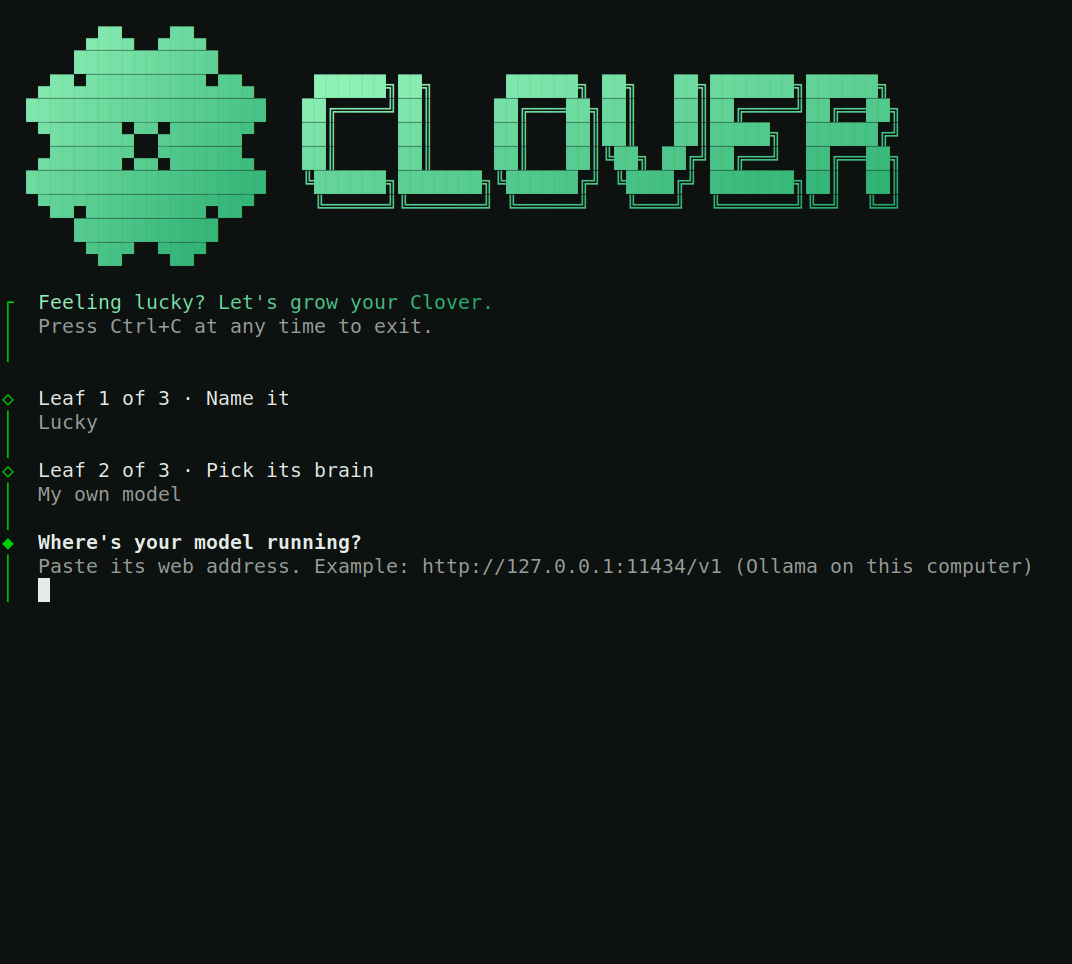 CLOVER
Feeling lucky? Let's grow your Clover.
Press Ctrl+C at any time to exit.
Leaf 1 of 3 · Name it
Lucky
Leaf 2 of 3 · Pick its brain
My own model
Where's your model running?
Paste its web address. Example: http://127.0.0.1:11434/v1 (Ollama on this computer)